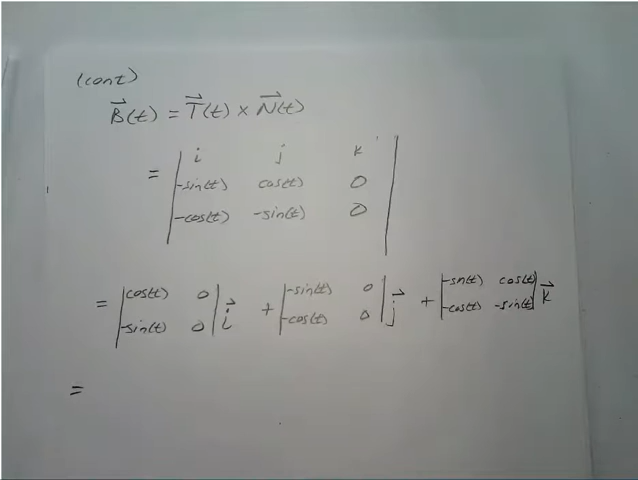 (cont)
B⃗(t) = T⃗(t) × N⃗(t)
= | i j k |
| -sin(t) cos(t) 0 |
| -cos(t) -sin(t) 0 |
= | cos(t) 0 | i⃗ + | -sin(t) 0 | j⃗ + | -sin(t) cos(t) | k⃗
| -sin(t) 0 | | -cos(t) 0 | | -cos(t) -sin(t) |
=